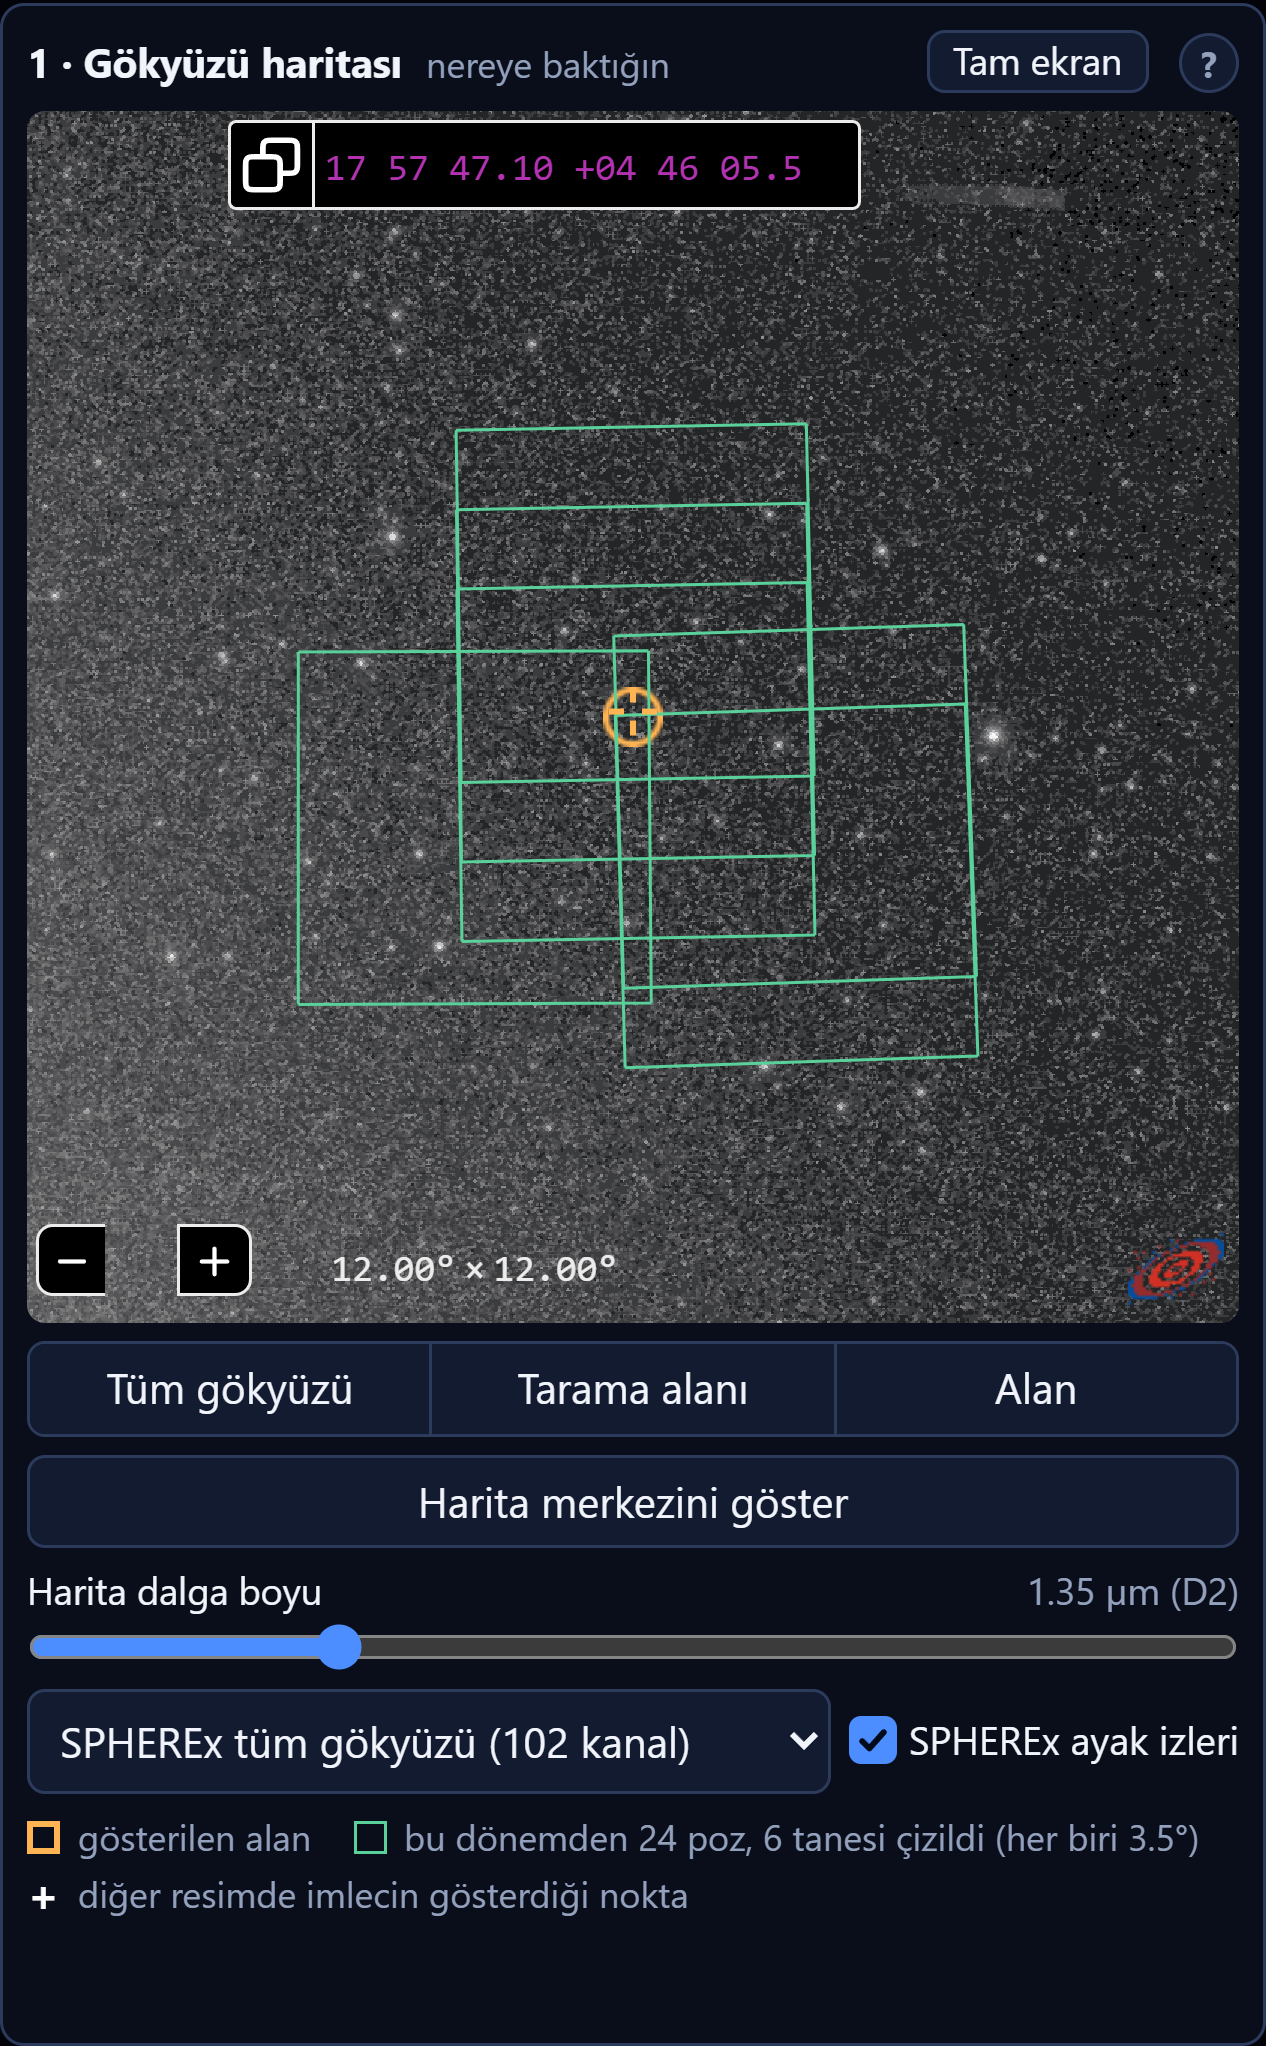 1 · Gökyüzü haritası nereye baktığın Tam ekran ?
17 57 47.10 +04 46 05.5
12.00° × 12.00°
Tüm gökyüzü Tarama alanı Alan
Harita merkezini göster
Harita dalga boyu 1.35 µm (D2)
SPHEREx tüm gökyüzü (102 kanal) SPHEREx ayak izleri
gösterilen alan bu dönemden 24 poz, 6 tanesi çizildi (her biri 3.5°)
+ diğer resimde imlecin gösterdiği nokta